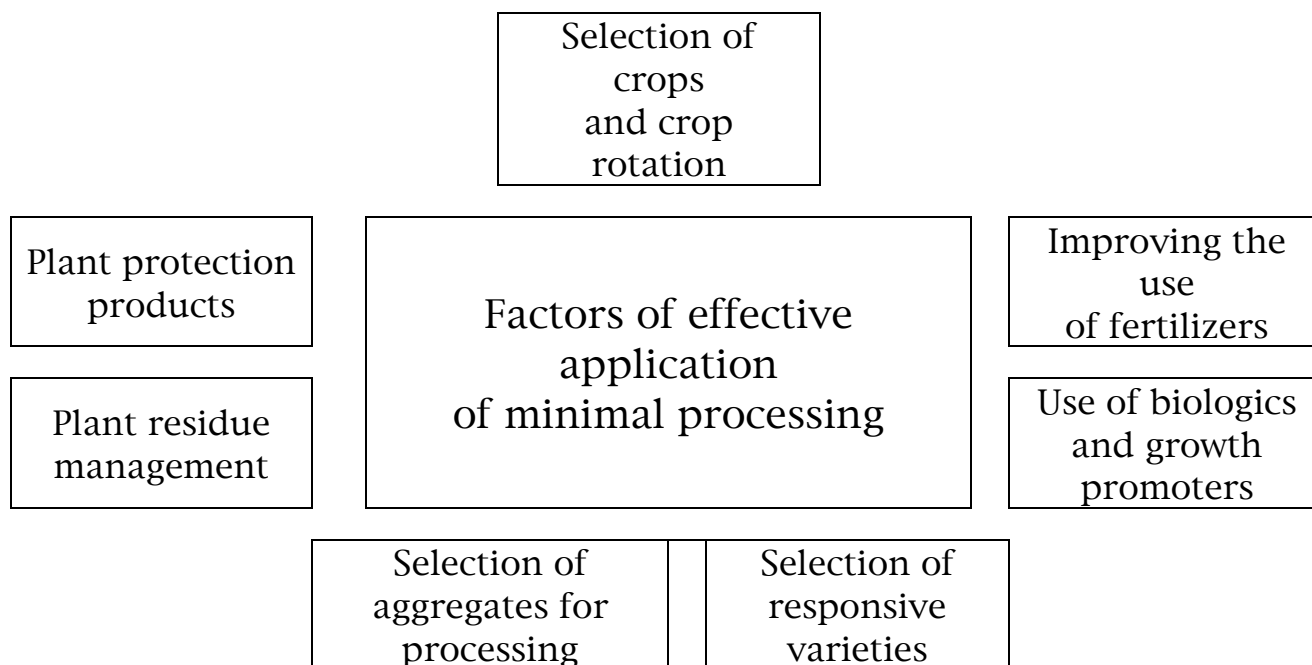 Selection of
crops
and crop
rotation
Plant protection
products
Factors of effective
application
of minimal processing
Improving the
use
of fertilizers
Plant residue
management
Use of biologics
and growth
promoters
Selection of
aggregates for
processing
Selection of
responsive
varieties